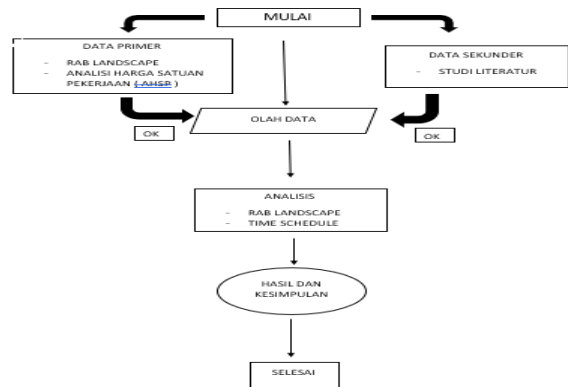 MULAI
DATA PRIMER
- RAB LANDSCAPE
- ANALISI HARGA SATUAN
PEKERJAAN ( AHSP )
DATA SEKUNDER
- STUDI LITERATUR
OK
OLAH DATA
OK
ANALISIS
- RAB LANDSCAPE
- TIME SCHEDULE
HASIL DAN
KESIMPULAN
SELESAI